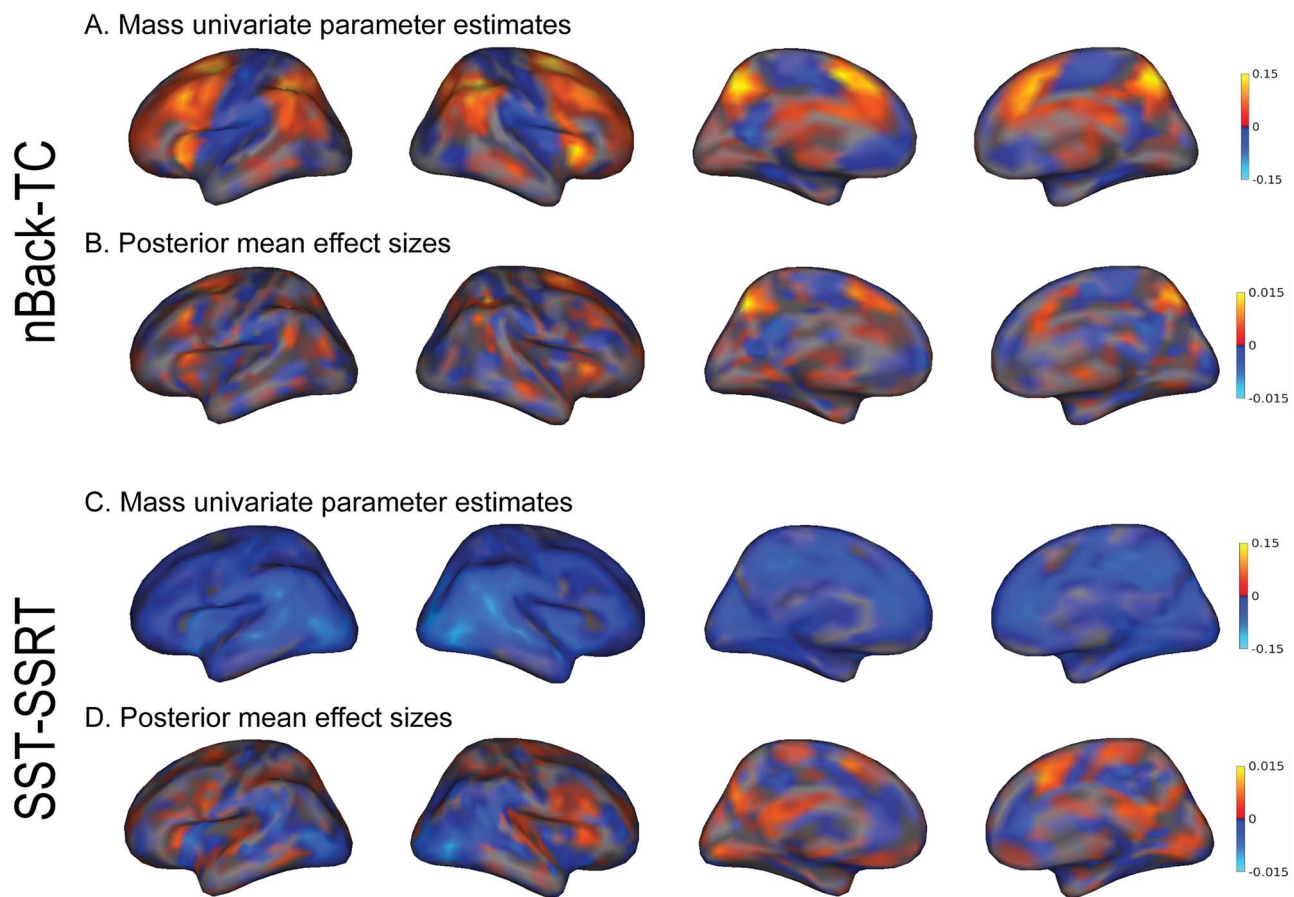 nBack-TC
A. Mass univariate parameter estimates
0.15
0
-0.15
B. Posterior mean effect sizes
0.015
0
-0.015
SST-SSRT
C. Mass univariate parameter estimates
0.15
0
-0.15
D. Posterior mean effect sizes
0.015
0
-0.015